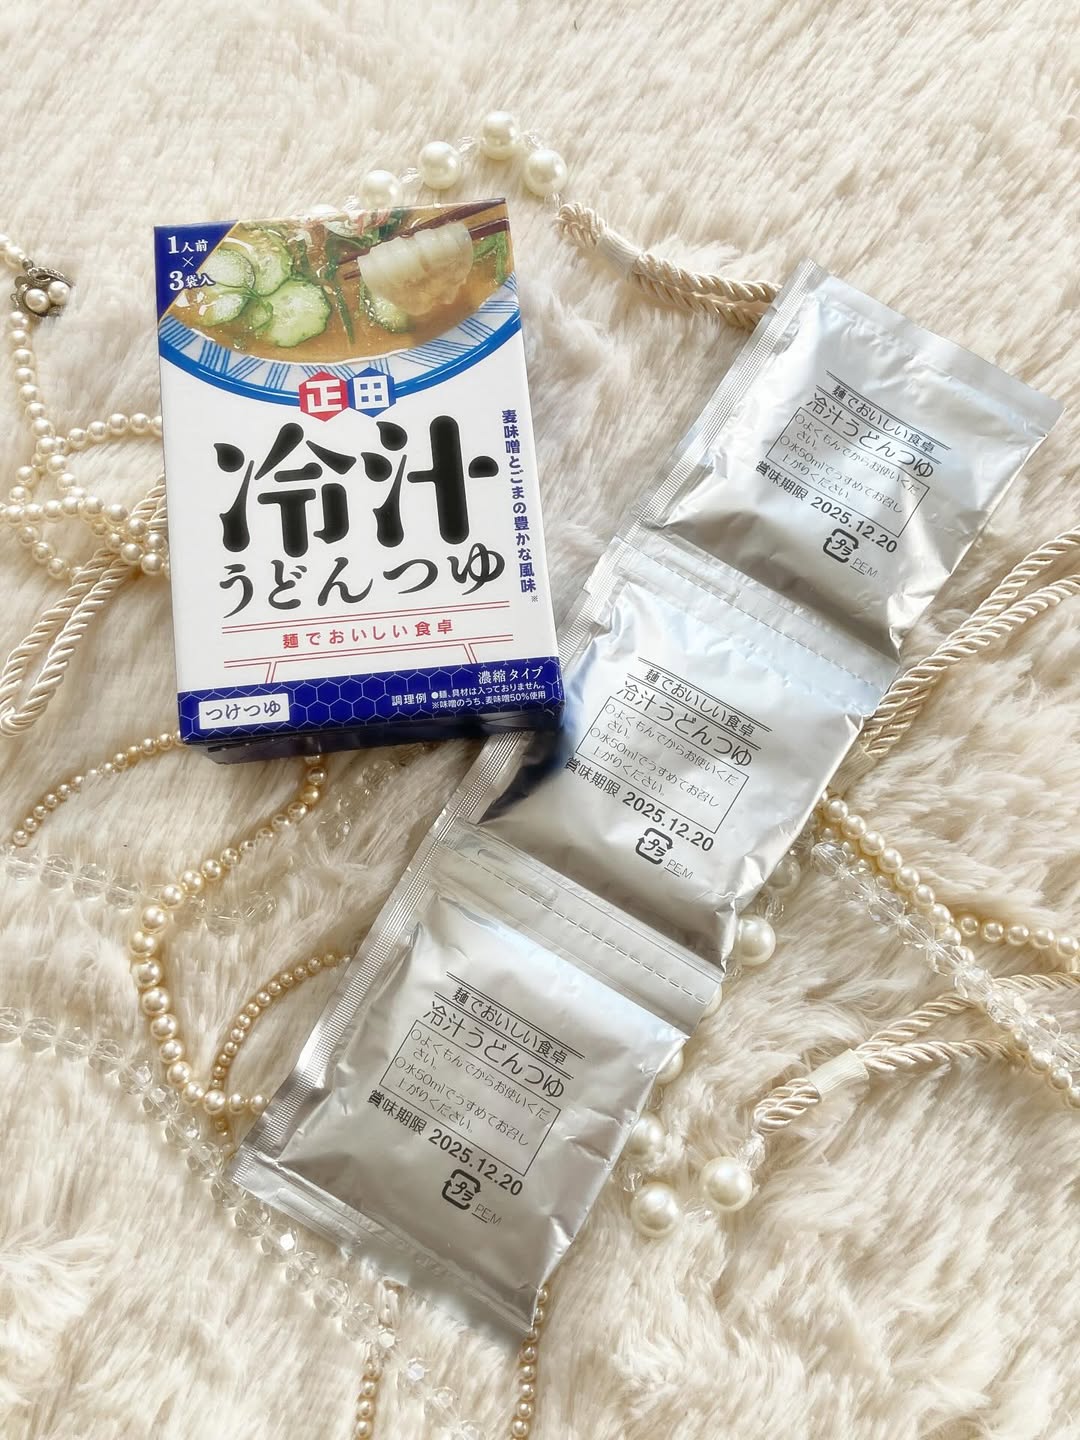 1人前
×
3袋入
正田
冷汁
うどんつゆ
麦味噌とごまの豊かな風味※
麺でおいしい食卓
濃縮タイプ
つけつゆ
調理例
●麺、具材は入っておりません。
※味噌のうち、麦味噌50%使用
麺でおいしい食卓
冷汁うどんつゆ
○よくもんでからお使いくだ
さい。
○水50mlでうすめてお召し
上がりください。
賞味期限 2025.12.20
プラ
PE,M
麺でおいしい食卓
冷汁うどんつゆ
○よくもんでからお使いくだ
さい。
○水50mlでうすめてお召し
上がりください。
賞味期限 2025.12.20
プラ
PE,M
麺でおいしい食卓
冷汁うどんつゆ
○よくもんでからお使いくだ
さい。
○水50mlでうすめてお召し
上がりください。
賞味期限 2025.12.20
プラ
PE,M